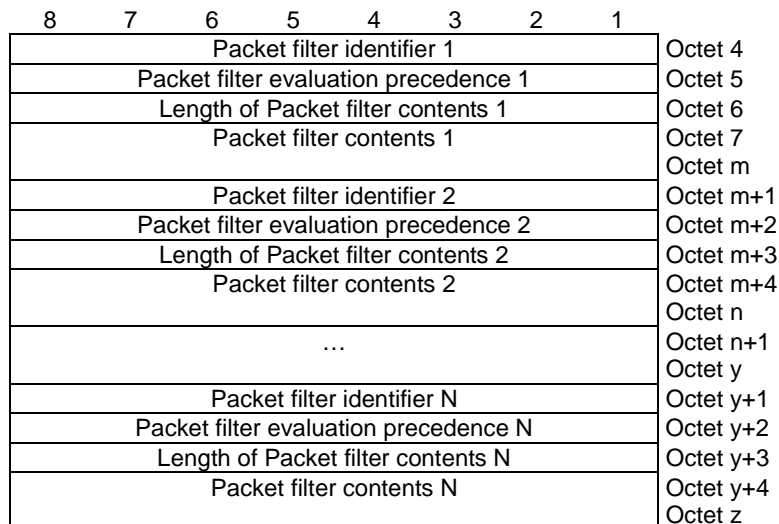 8 7 6 5 4 3 2 1
Packet filter identifier 1 Octet 4
Packet filter evaluation precedence 1 Octet 5
Length of Packet filter contents 1 Octet 6
Packet filter contents 1 Octet 7
Octet m
Packet filter identifier 2 Octet m+1
Packet filter evaluation precedence 2 Octet m+2
Length of Packet filter contents 2 Octet m+3
Packet filter contents 2 Octet m+4
Octet n
… Octet n+1
Octet y
Packet filter identifier N Octet y+1
Packet filter evaluation precedence N Octet y+2
Length of Packet filter contents N Octet y+3
Packet filter contents N Octet y+4
Octet z